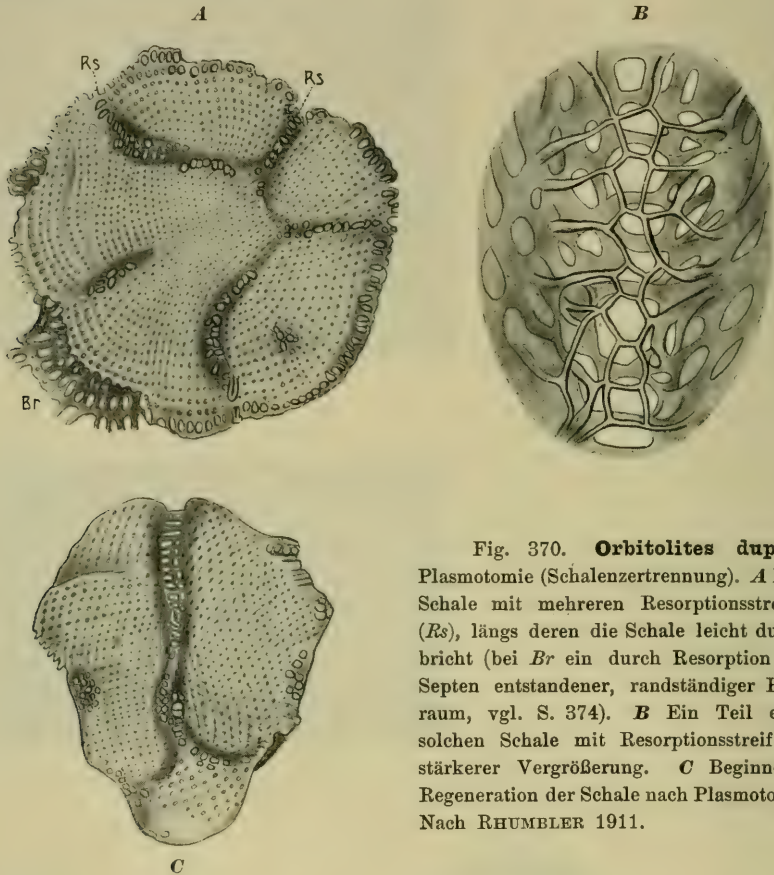 A
B
Rs
Rs
Br
C
Fig. 370. Orbitolites dup
Plasmotomie (Schalenzertrennung). A
Schale mit mehreren Resorptionsstre
(Rs), längs deren die Schale leicht du
bricht (bei Br ein durch Resorption
Septen entstandener, randständiger
raum, vgl. S. 374). B Ein Teil e
solchen Schale mit Resorptionsstreif
stärkerer Vergrößerung. C Beginn
Regeneration der Schale nach Plasmoto
Nach RHUMBLER 1911.